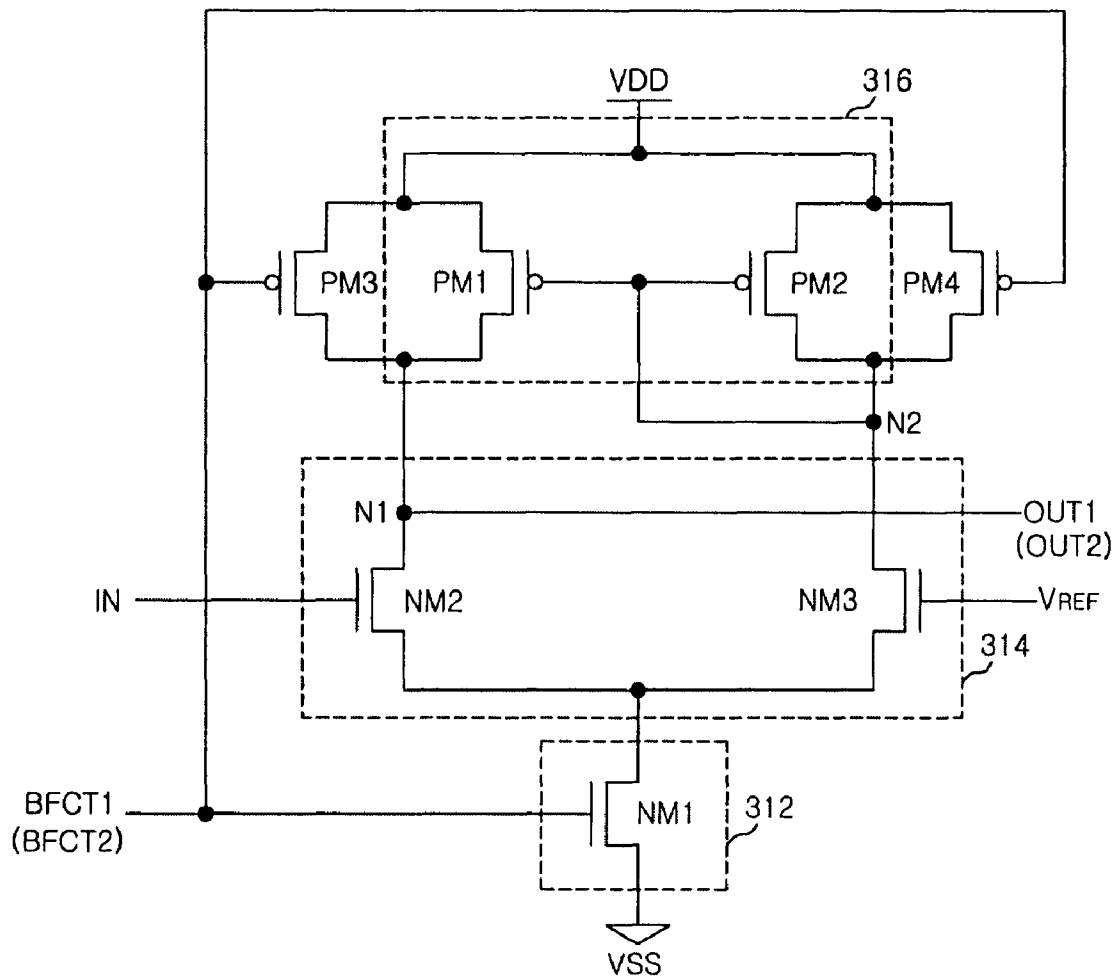 VDD
316
PM3
PM1
PM2
PM4
N2
N1
OUT1
(OUT2)
IN
NM2
NM3
VREF
314
BFCT1
(BFCT2)
NM1
312
VSS